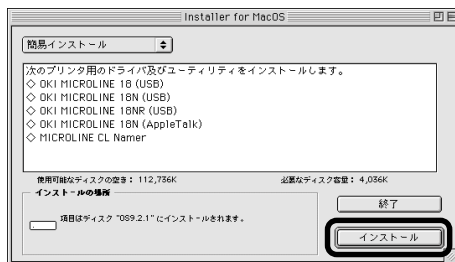 Installer for MacOS
簡易インストール
次のプリンタ用のドライバ及びユーティリティをインストールします。
◇ OKI MICROLINE 18 (USB)
◇ OKI MICROLINE 18N (USB)
◇ OKI MICROLINE 18NR (USB)
◇ OKI MICROLINE 18N (AppleTalk)
◇ MICROLINE CL Namer
使用可能なディスクの空き： 112,736K 必要なディスク容量： 4,036K
インストールの場所
項目はディスク "OS9.2.1" にインストールされます。
終了
インストール